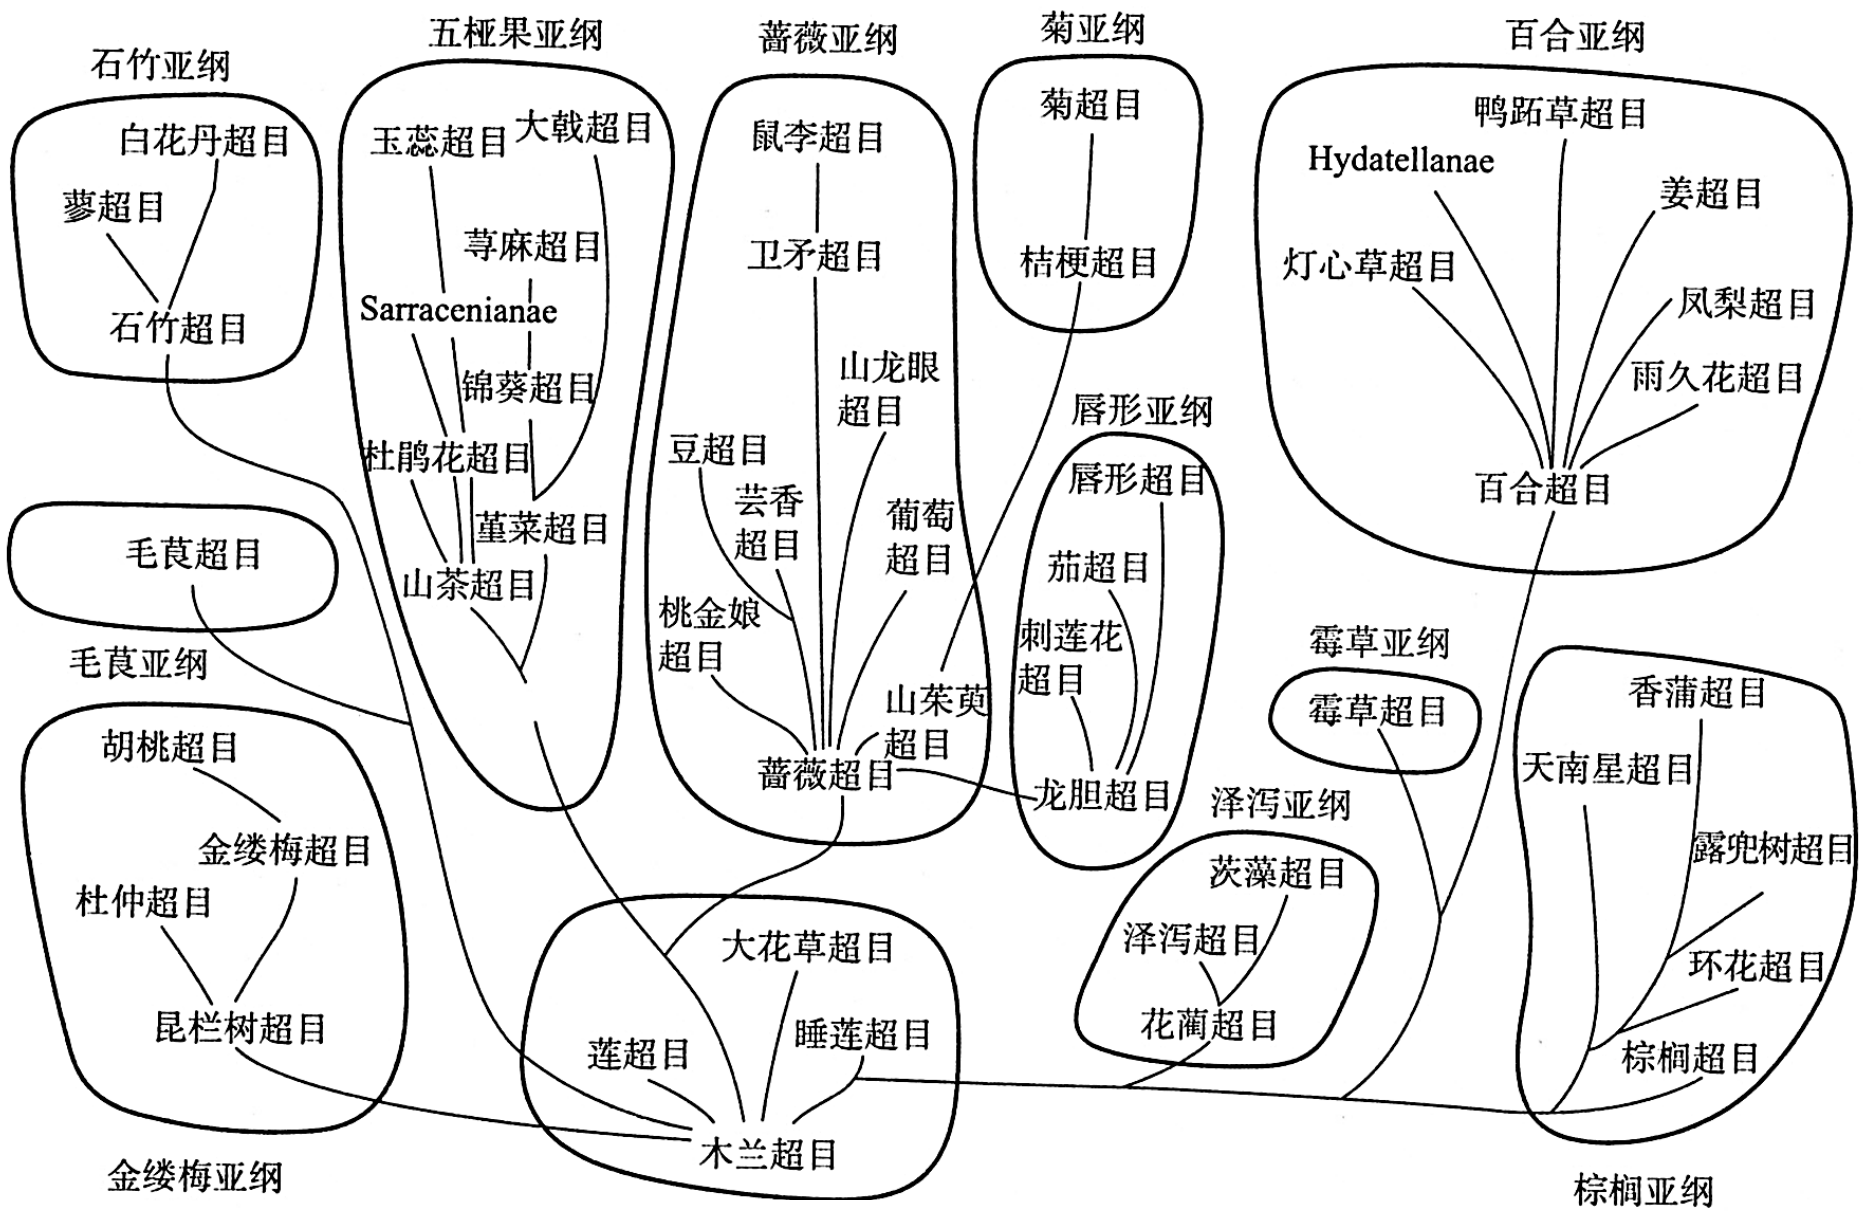 石竹亚纲
白花丹超目
蓼超目
石竹超目
五桠果亚纲
玉蕊超目
大戟超目
荨麻超目
Sarracenianae
锦葵超目
杜鹃花超目
堇菜超目
山茶超目
蔷薇亚纲
鼠李超目
卫矛超目
山龙眼
超目
豆超目
芸香
超目
葡萄
超目
桃金娘
超目
山茱萸
超目
蔷薇超目
菊亚纲
菊超目
桔梗超目
唇形亚纲
唇形超目
茄超目
刺莲花
超目
龙胆超目
百合亚纲
鸭跖草超目
Hydatellanae
姜超目
灯心草超目
凤梨超目
雨久花超目
百合超目
毛茛超目
毛茛亚纲
胡桃超目
金缕梅超目
杜仲超目
昆栏树超目
金缕梅亚纲
大花草超目
睡莲超目
莲超目
木兰超目
泽泻亚纲
茨藻超目
泽泻超目
花蔺超目
霉草亚纲
霉草超目
香蒲超目
天南星超目
露兜树超目
环花超目
棕榈超目
棕榈亚纲